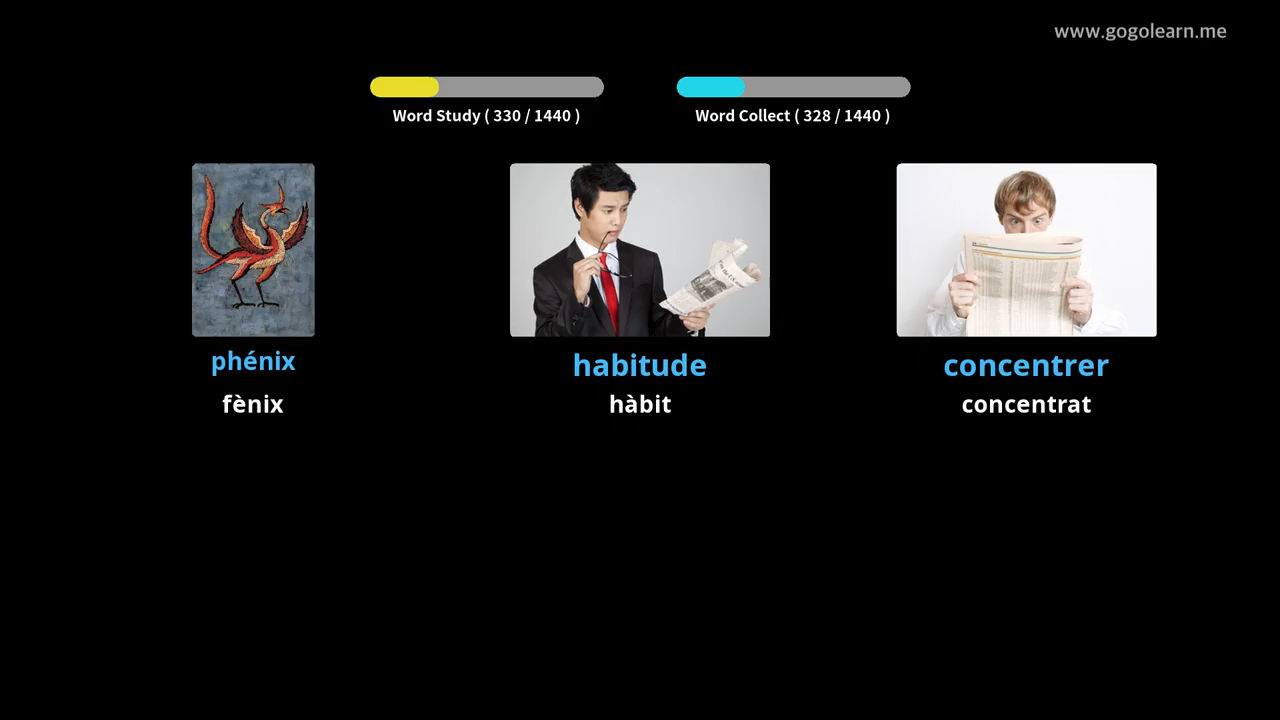 www.gogolearn.me
Word Study ( 330 / 1440 )
Word Collect ( 328 / 1440 )
phénix
habitude
concentrer
fènix
hàbit
concentrat